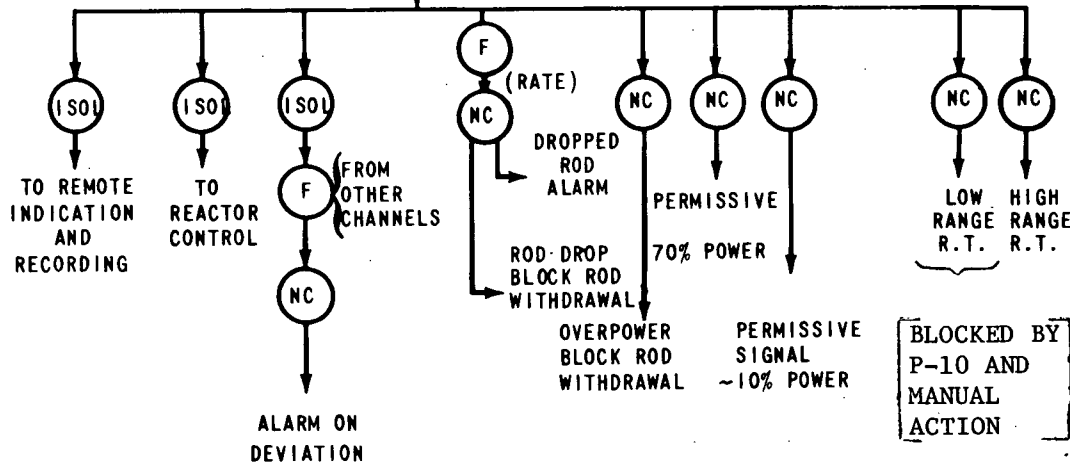 F
(RATE)
ISOL
ISOL
ISOL
NC
NC
NC
NC
NC
NC
TO REMOTE
INDICATION
AND
RECORDING
TO
REACTOR
CONTROL
F
FROM
OTHER
CHANNELS
NC
ALARM ON
DEVIATION
DROPPED
ROD
ALARM
ROD-DROP
BLOCK ROD
WITHDRAWAL
OVERPOWER
BLOCK ROD
WITHDRAWAL
PERMISSIVE
70% POWER
PERMISSIVE
SIGNAL
~10% POWER
LOW
RANGE
R.T.
HIGH
RANGE
R.T.
[BLOCKED BY
P-10 AND
MANUAL
ACTION]